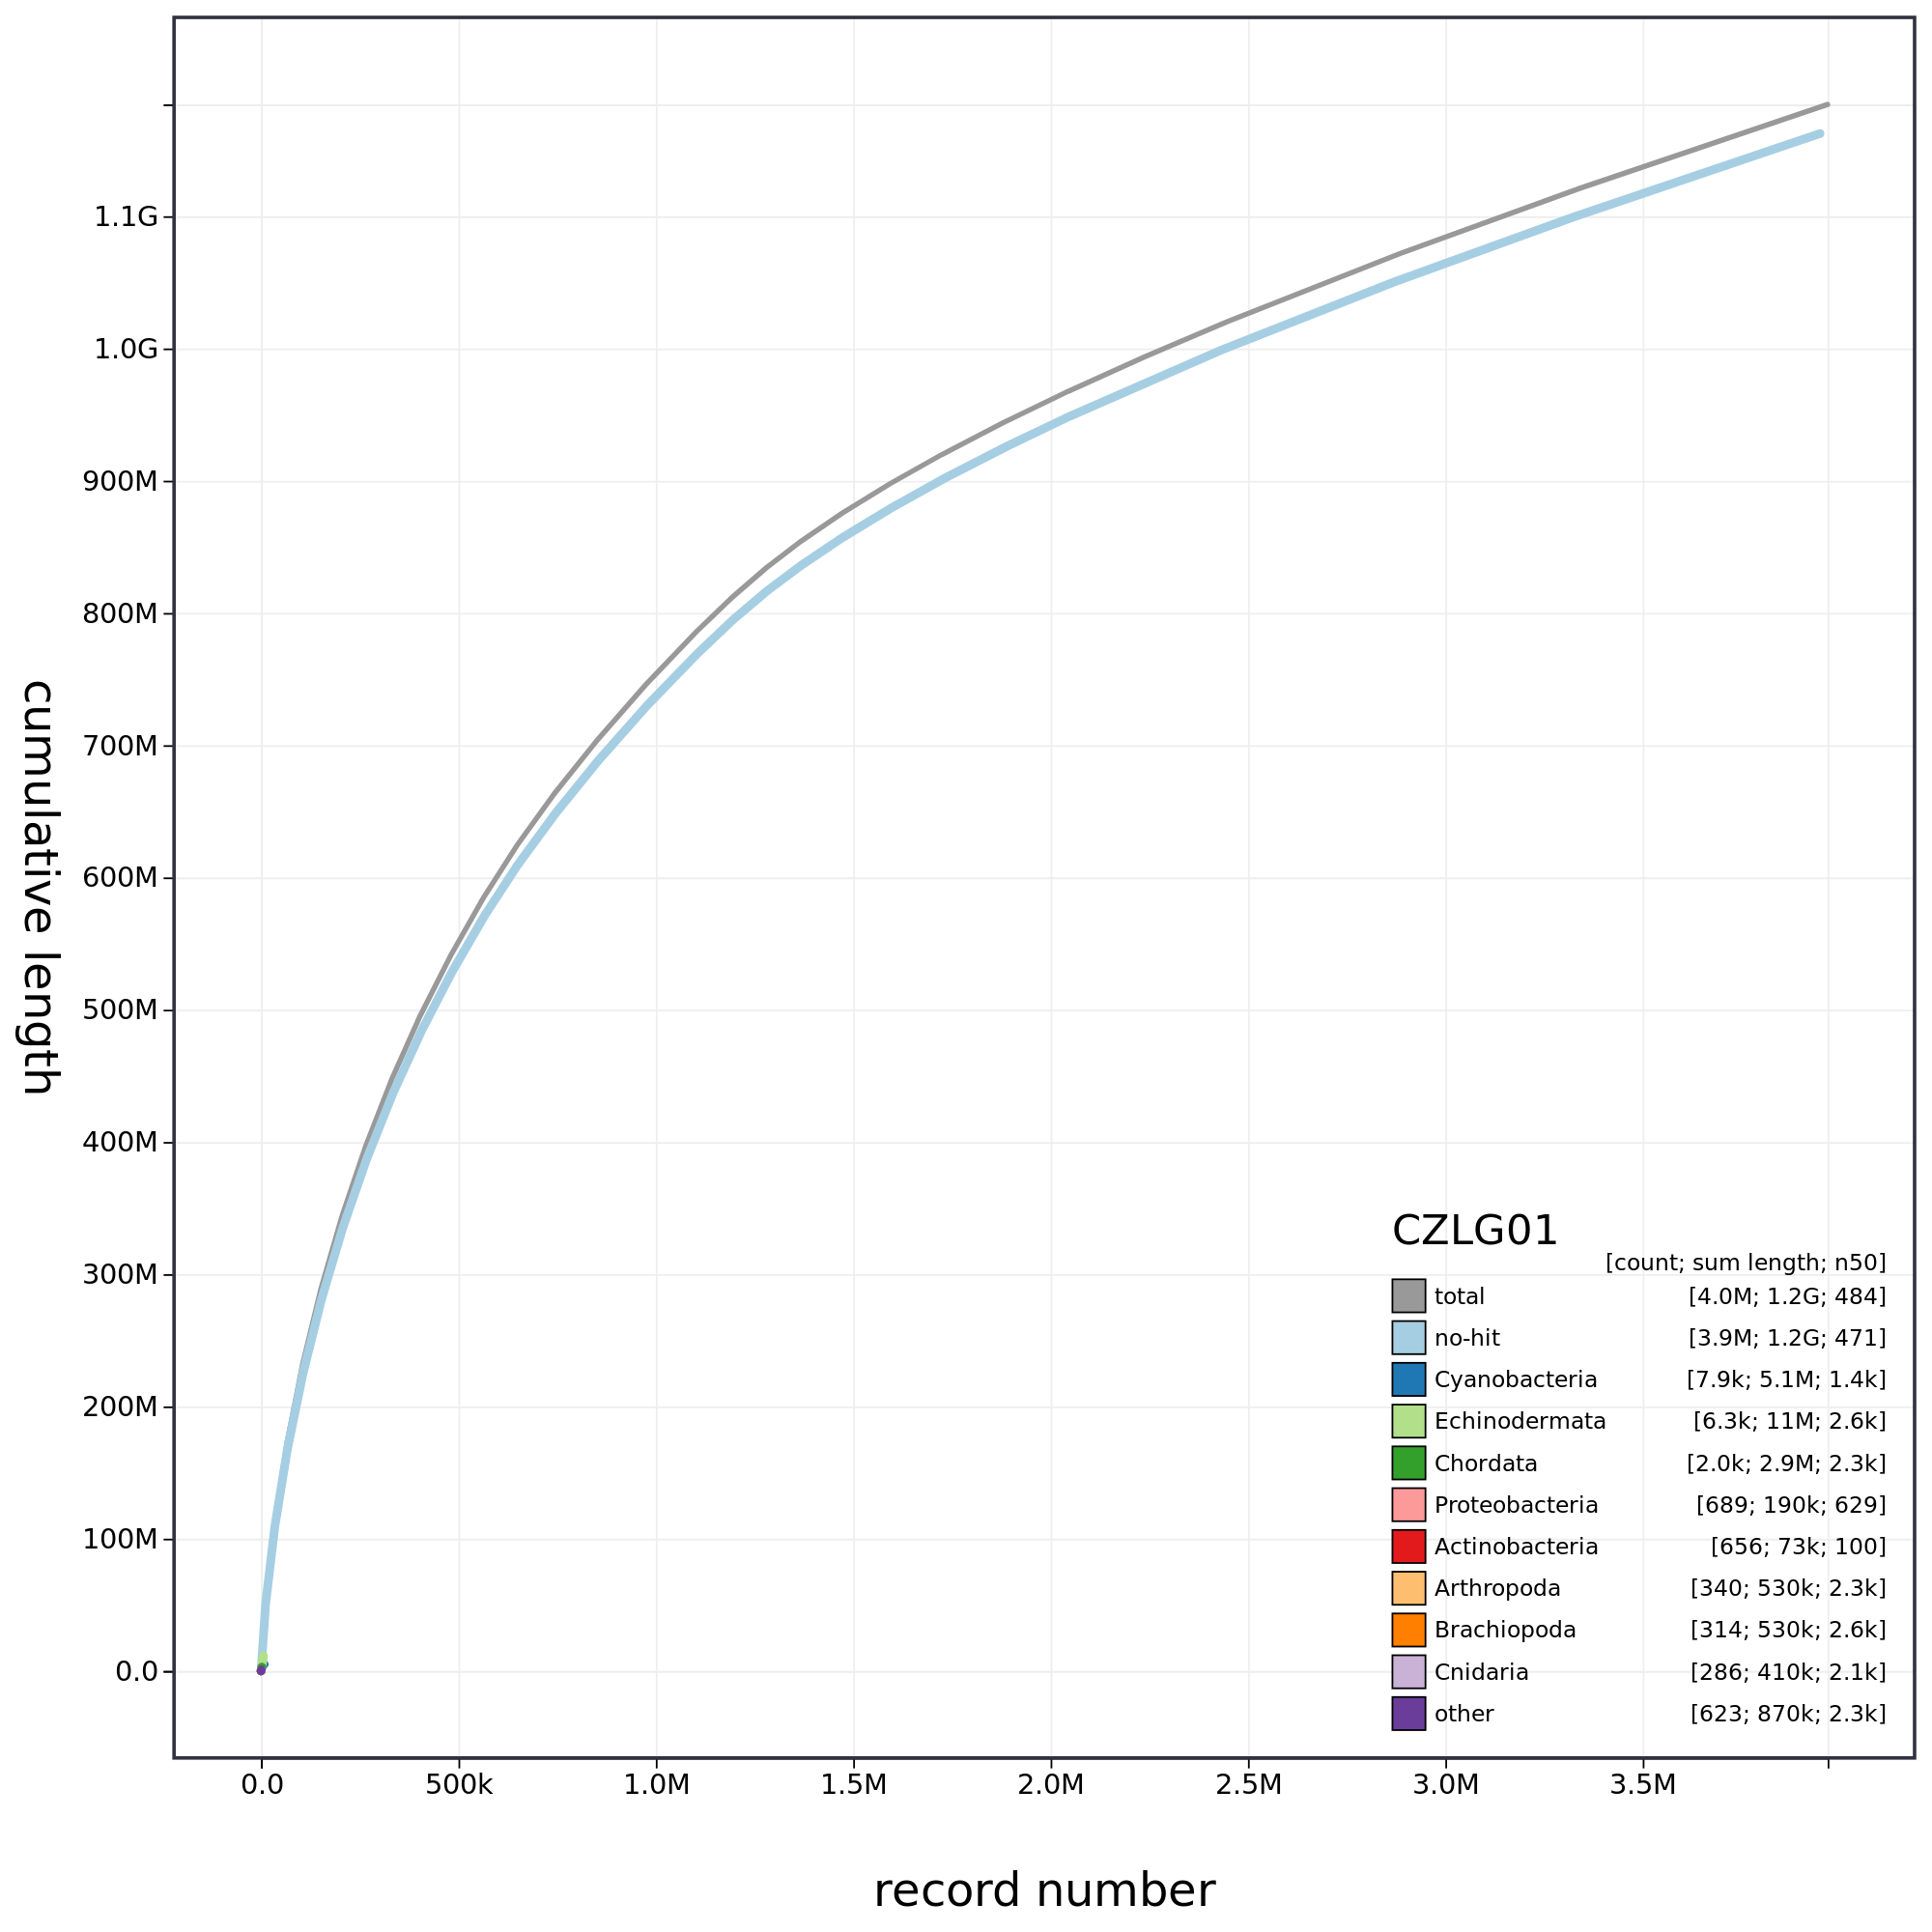 cumulative length
1.1G
1.0G
900M
800M
700M
600M
500M
400M
300M
200M
100M
0.0
CZLG01
[count; sum length; n50]
total [4.0M; 1.2G; 484]
no-hit [3.9M; 1.2G; 471]
Cyanobacteria [7.9k; 5.1M; 1.4k]
Echinodermata [6.3k; 11M; 2.6k]
Chordata [2.0k; 2.9M; 2.3k]
Proteobacteria [689; 190k; 629]
Actinobacteria [656; 73k; 100]
Arthropoda [340; 530k; 2.3k]
Brachiopoda [314; 530k; 2.6k]
Cnidaria [286; 410k; 2.1k]
other [623; 870k; 2.3k]
0.0 500k 1.0M 1.5M 2.0M 2.5M 3.0M 3.5M
record number